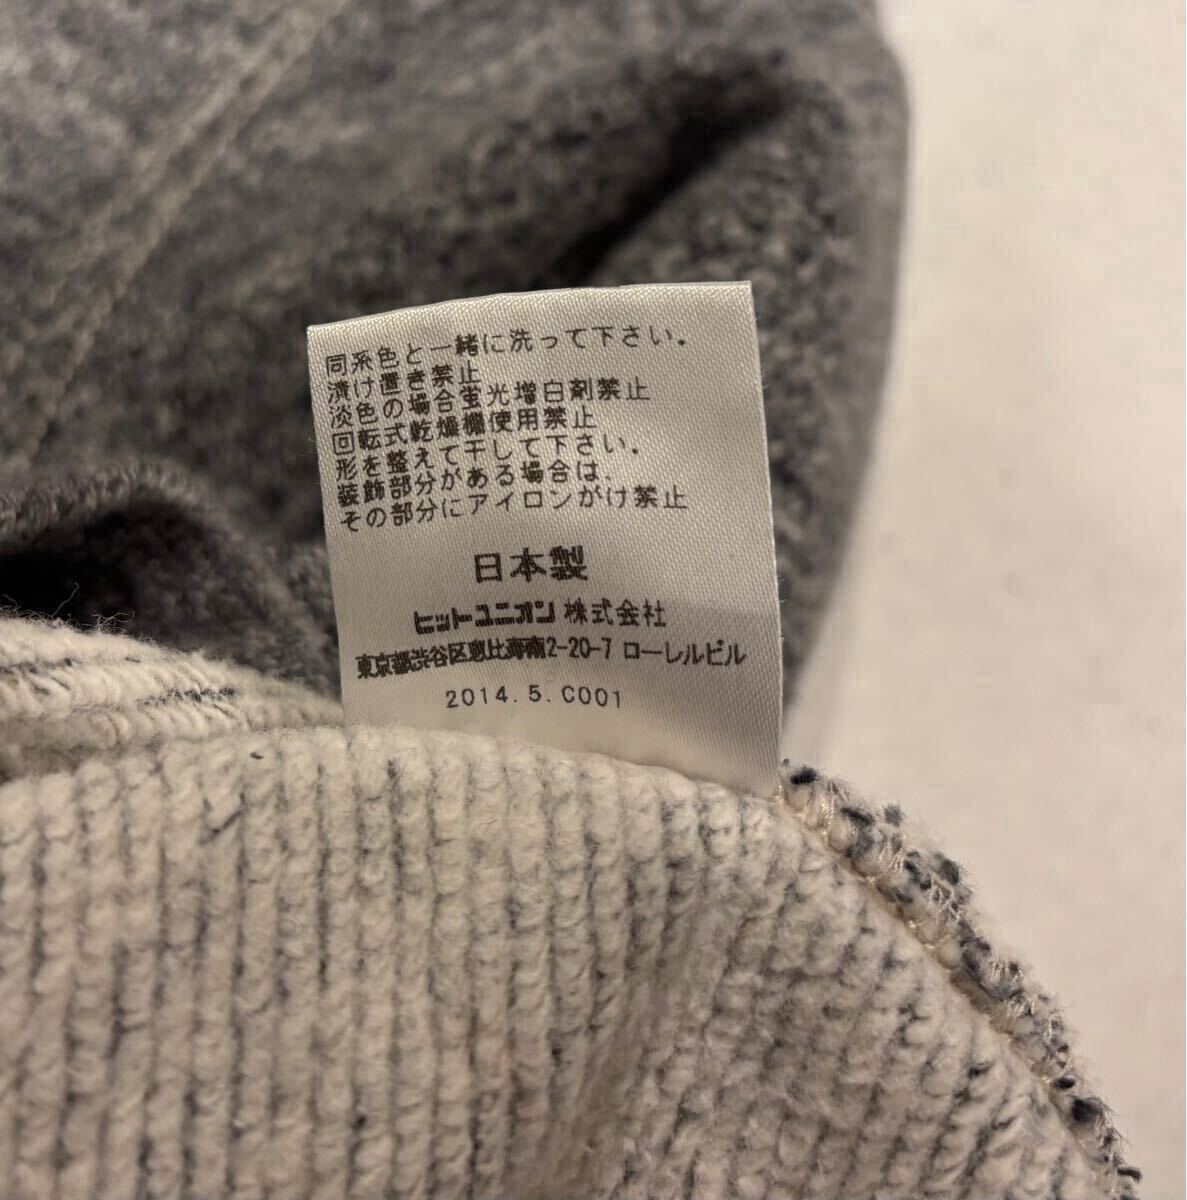 同系色と一緒に洗って下さい。
漬け置き禁止
淡色の場合蛍光増白剤禁止
回転式乾燥機使用禁止
形を整えて干して下さい。
装飾部分がある場合は、
その部分にアイロンがけ禁止
日本製
ヒットユニオン 株式会社
東京都渋谷区恵比寿南2-20-7 ローレルビル
2014.5.C001